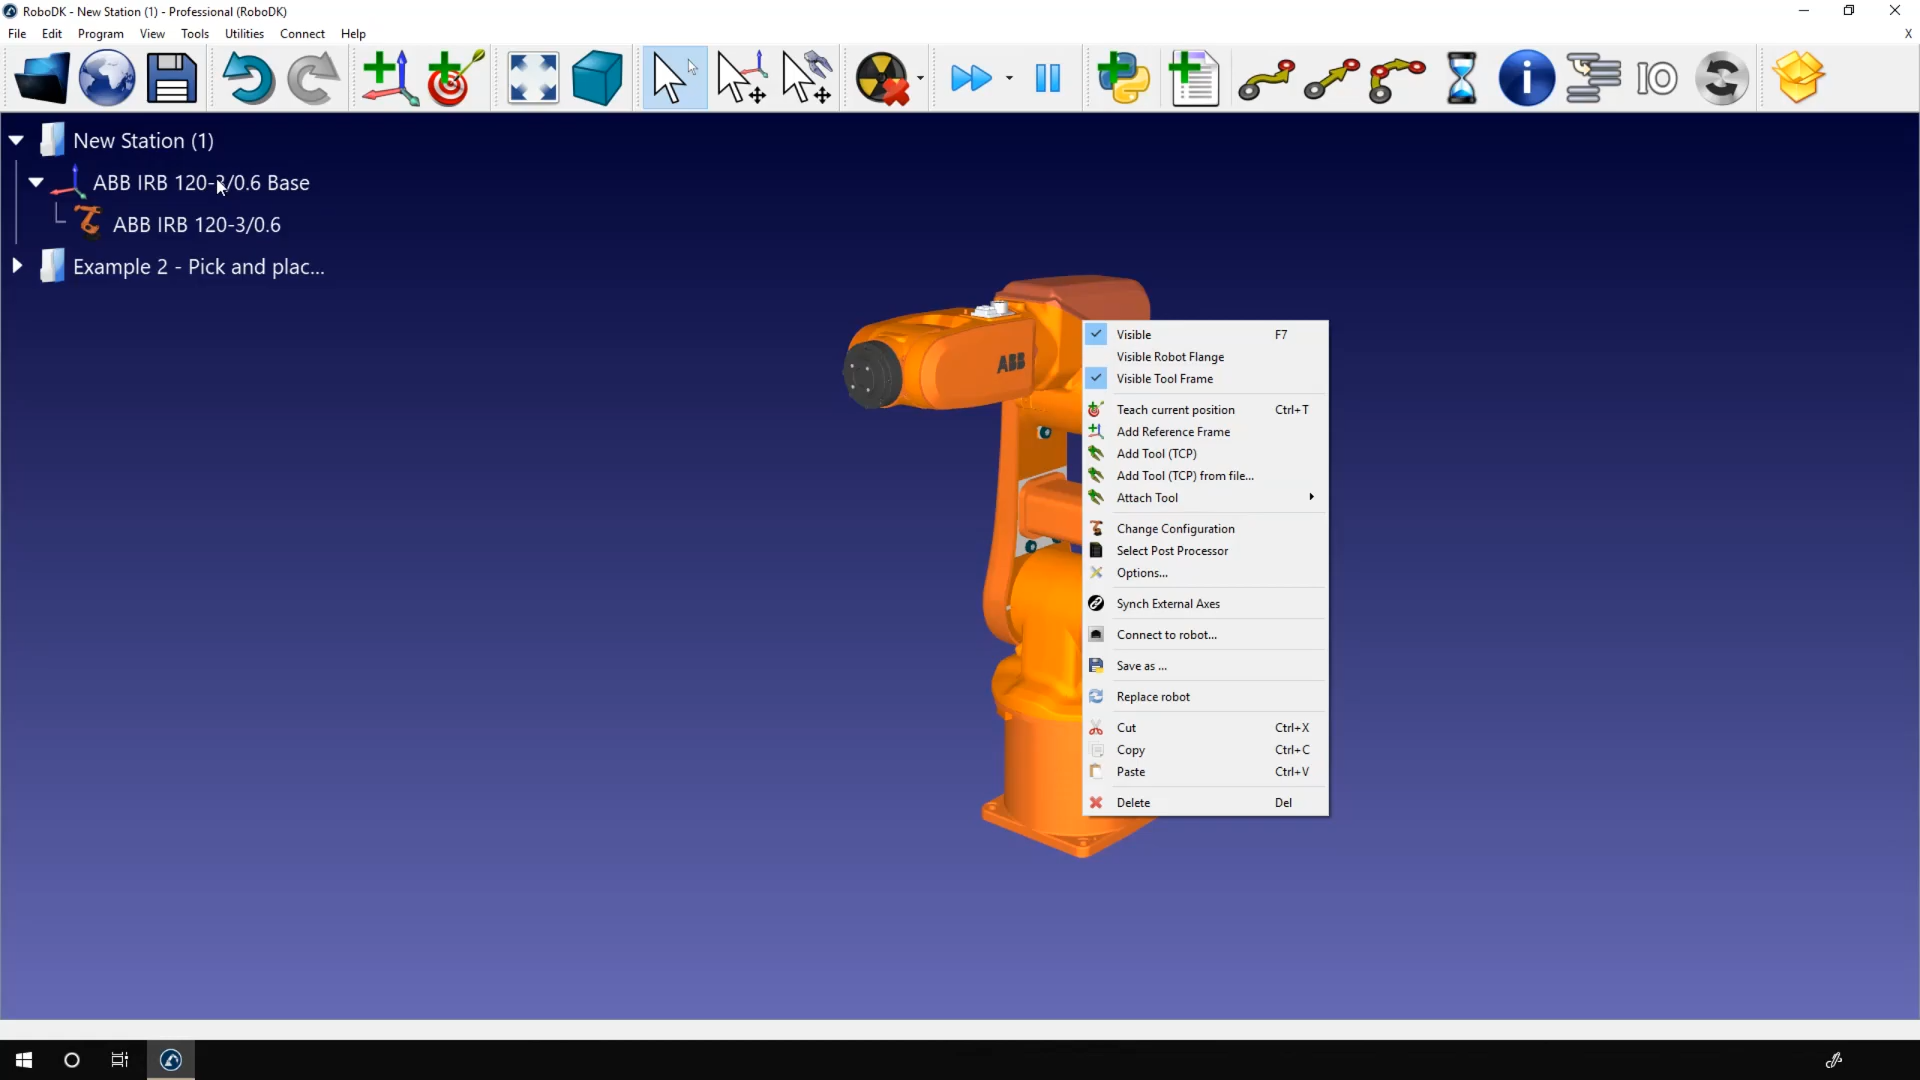 RoboDK - New Station (1) - Professional (RoboDK)
File Edit Program View Tools Utilities Connect Help X
IO
New Station (1)
ABB IRB 120-3/0.6 Base
ABB IRB 120-3/0.6
Example 2 - Pick and plac...
ABB
Visible F7
Visible Robot Flange
Visible Tool Frame
Teach current position Ctrl+T
Add Reference Frame
Add Tool (TCP)
Add Tool (TCP) from file...
Attach Tool
Change Configuration
Select Post Processor
Options...
Synch External Axes
Connect to robot...
Save as ...
Replace robot
Cut Ctrl+X
Copy Ctrl+C
Paste Ctrl+V
Delete Del